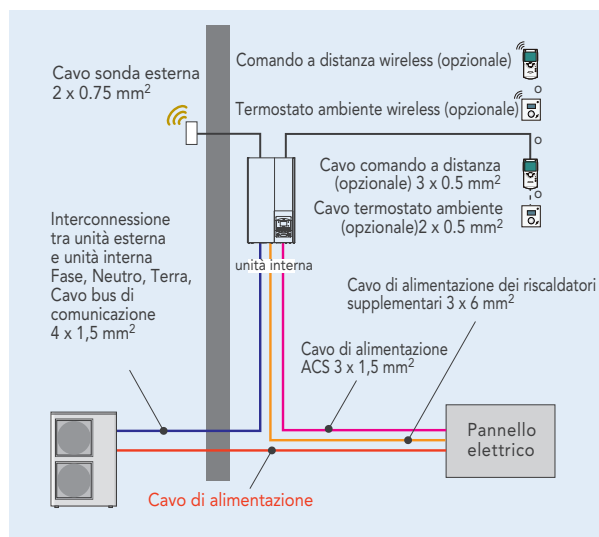 Cavo sonda esterna
2 x 0.75 mm²
Comando a distanza wireless (opzionale)
o
Termostato ambiente wireless (opzionale)
o
Cavo comando a distanza
(opzionale) 3 x 0.5 mm²
Cavo termostato ambiente
(opzionale)2 x 0.5 mm²
Interconnessione
tra unità esterna
e unità interna
Fase, Neutro, Terra,
Cavo bus di
comunicazione
4 x 1,5 mm²
unità interna
Cavo di alimentazione dei riscaldatori
supplementari 3 x 6 mm²
Cavo di alimentazione
ACS 3 x 1,5 mm²
Pannello
elettrico
Cavo di alimentazione